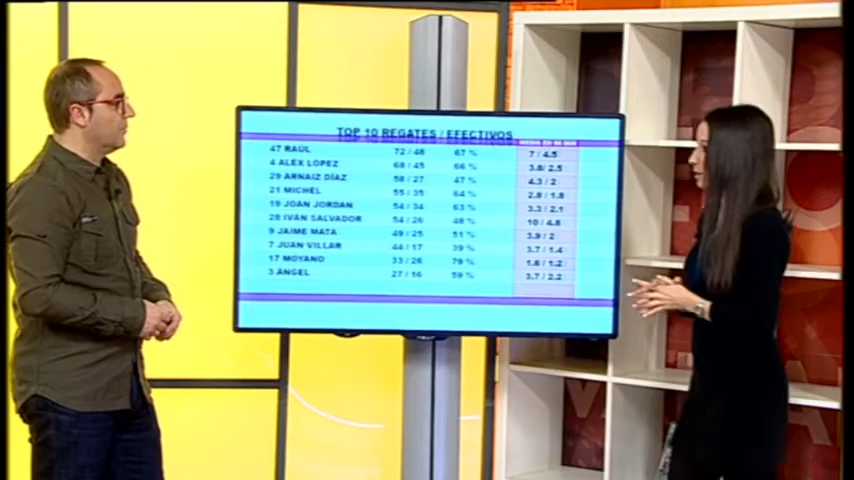 TOP 10 REGATES / EFECTIVOS
MEDIA EN 90 MIN
47 RAÚL 72 / 48 67 % 7 / 4.5
4 ALEX LÓPEZ 68 / 45 66 % 3.8 / 2.5
29 ARNAIZ DÍAZ 58 / 27 47 % 4.3 / 2
21 MICHEL 55 / 35 64 % 2.8 / 1.8
19 JOAN JORDAN 54 / 34 63 % 3.3 / 2.1
28 IVÁN SALVADOR 54 / 26 48 % 10 / 4.8
9 JAIME MATA 49 / 25 51 % 3.9 / 2
7 JUAN VILLAR 44 / 17 39 % 3.7 / 1.4
17 MOYANO 33 / 26 79 % 1.6 / 1.2
3 ÁNGEL 27 / 16 59 % 3.7 / 2.2